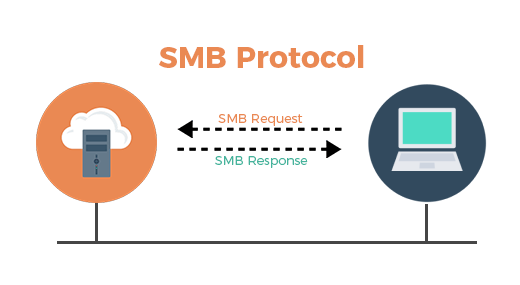 SMB Protocol
SMB Request
SMB Response